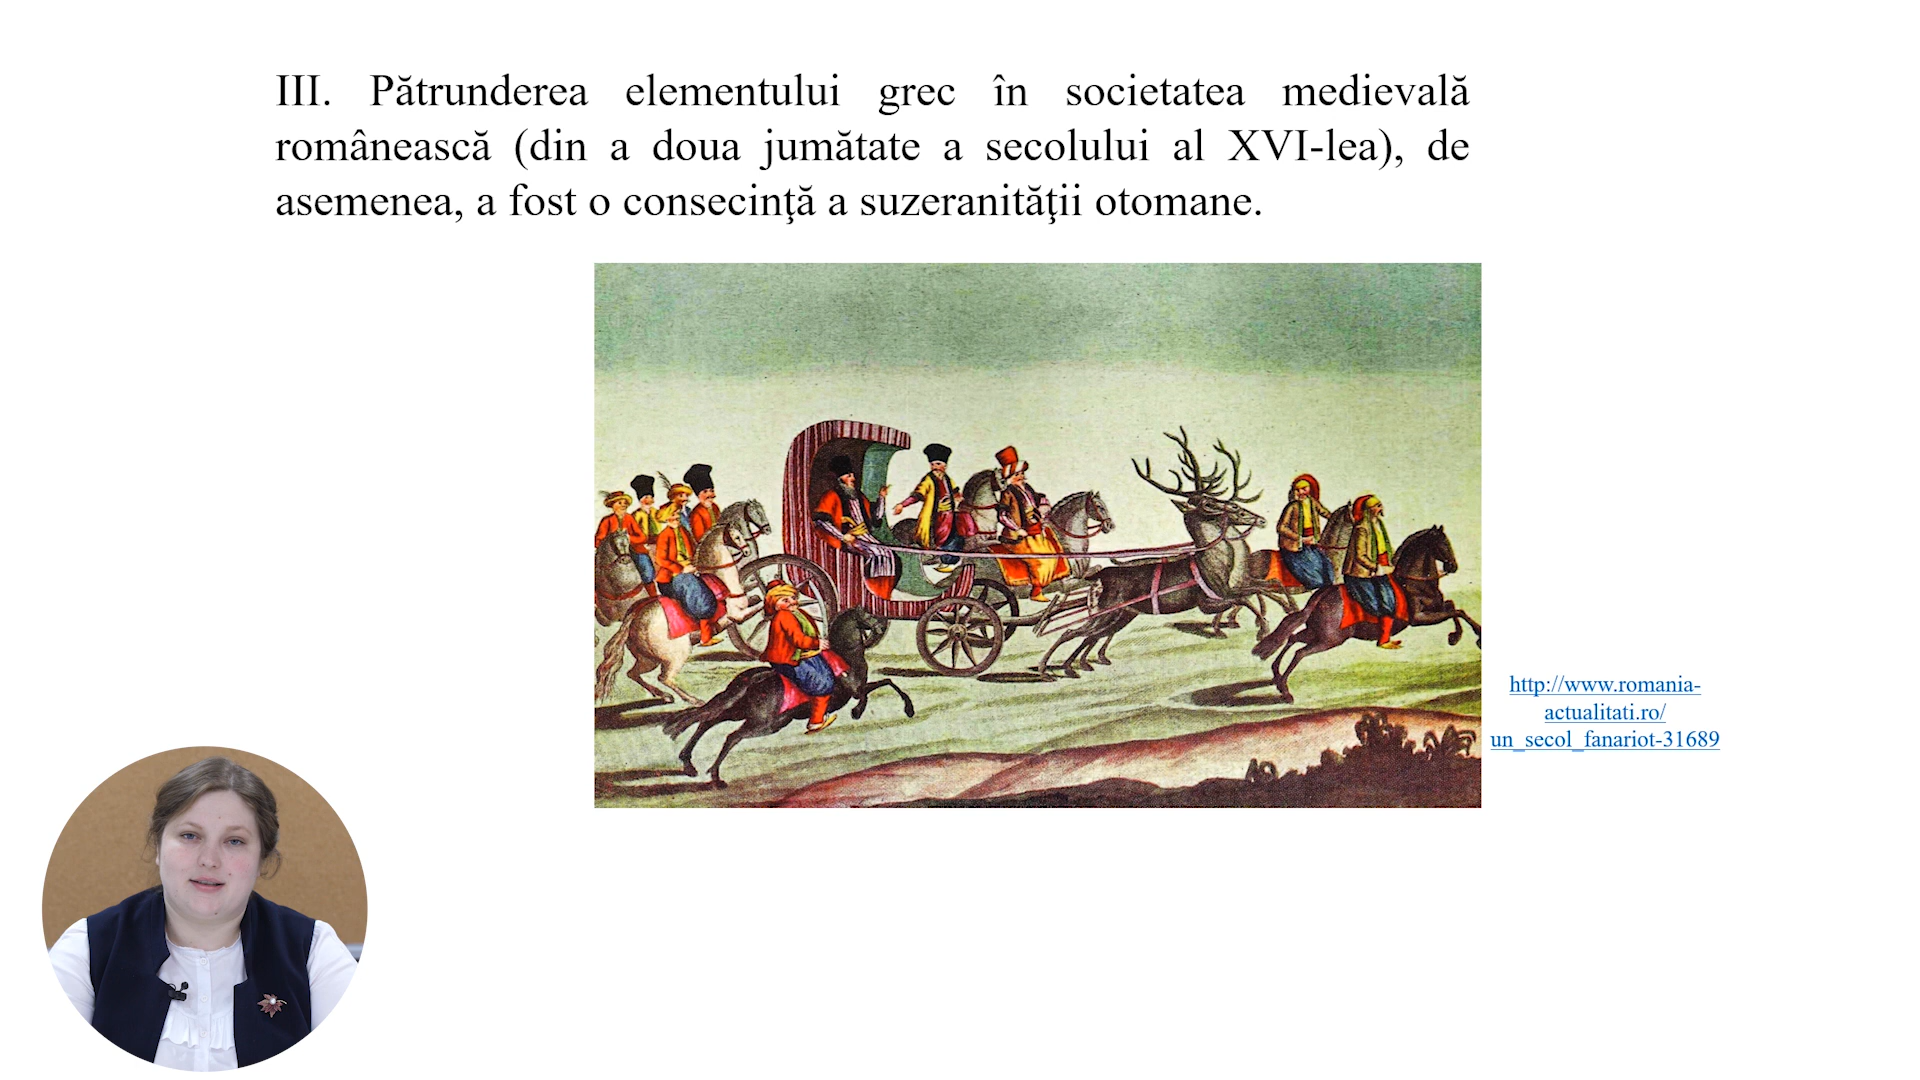 III. Pătrunderea elementului grec în societatea medievală
românească (din a doua jumătate a secolului al XVI-lea), de
asemenea, a fost o consecinţă a suzeranităţii otomane.
http://www.romania-
actualitati.ro/
un_secol_fanariot-31689